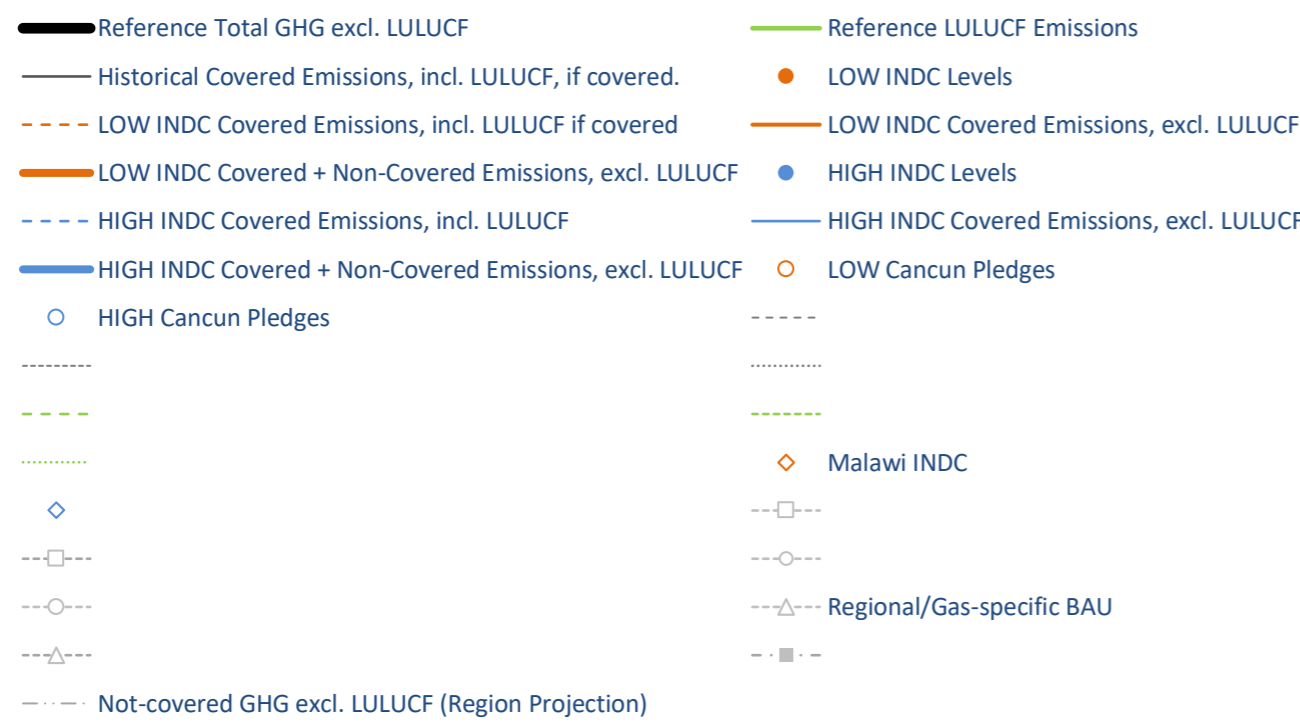 Reference Total GHG excl. LULUCF
Reference LULUCF Emissions
Historical Covered Emissions, incl. LULUCF, if covered.
LOW INDC Levels
LOW INDC Covered Emissions, incl. LULUCF if covered
LOW INDC Covered Emissions, excl. LULUCF
LOW INDC Covered + Non-Covered Emissions, excl. LULUCF
HIGH INDC Levels
HIGH INDC Covered Emissions, incl. LULUCF
HIGH INDC Covered Emissions, excl. LULUCF
HIGH INDC Covered + Non-Covered Emissions, excl. LULUCF
LOW Cancun Pledges
HIGH Cancun Pledges
Malawi INDC
Regional/Gas-specific BAU
Not-covered GHG excl. LULUCF (Region Projection)